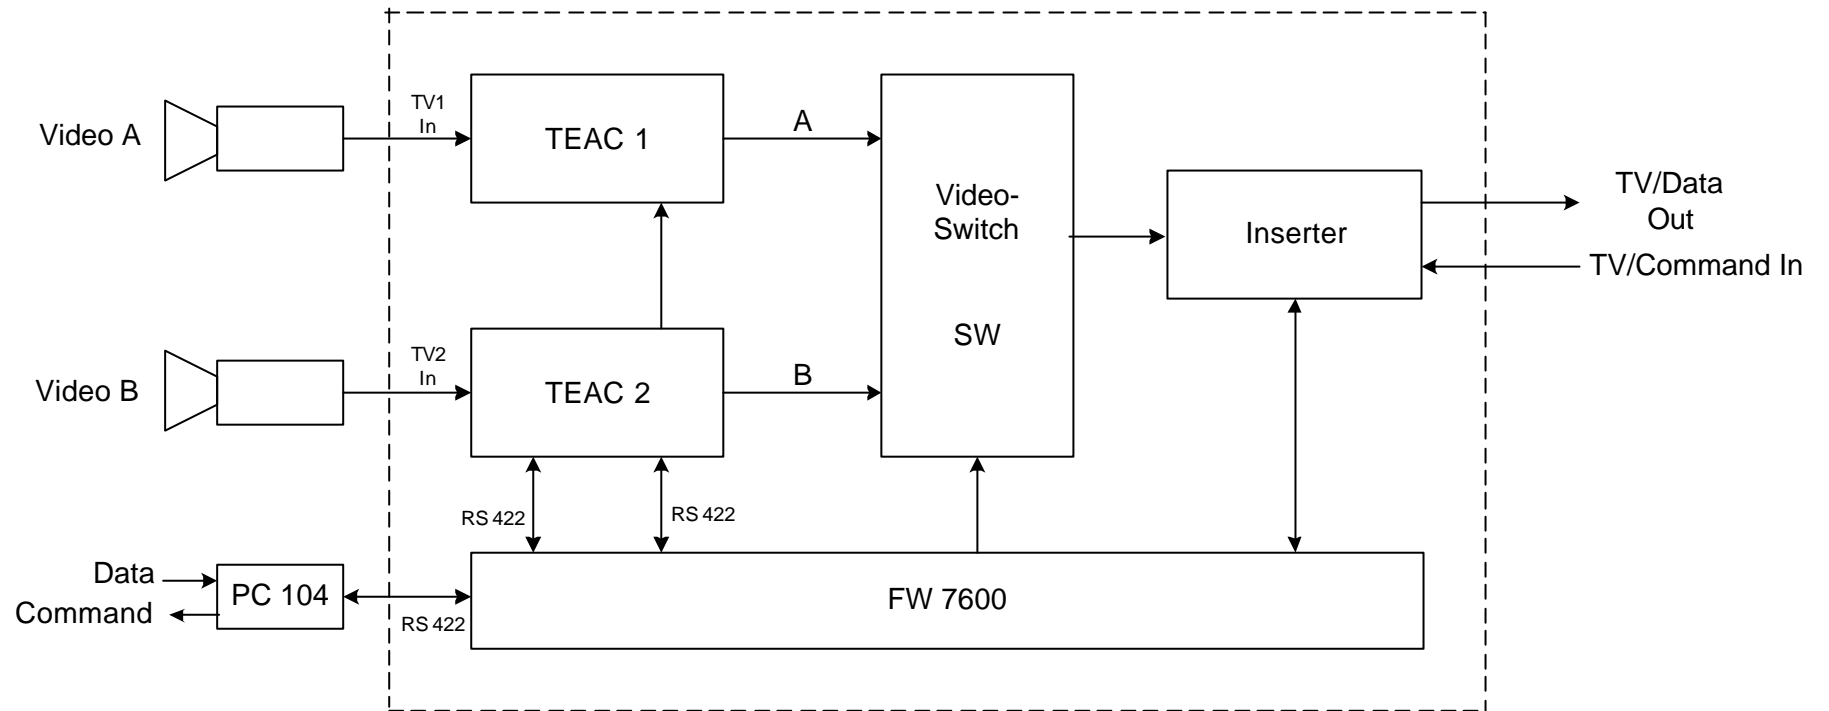 TV1
In
Video A
TEAC 1
A
Video-
Switch
SW
Inserter
TV/Data
Out
TV/Command In
TV2
In
Video B
TEAC 2
B
RS 422
RS 422
Data
Command
PC 104
RS 422
FW 7600